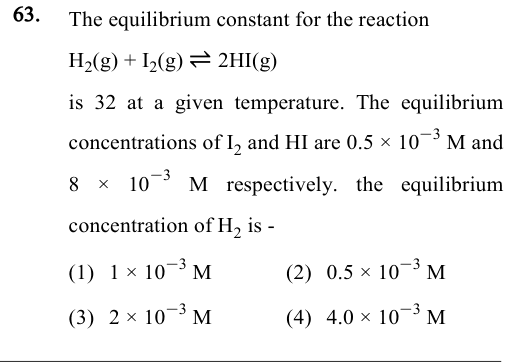 63. The equilibrium constant for the reaction
H₂(g) + I₂(g) ⇌ 2HI(g)
is 32 at a given temperature. The equilibrium
concentrations of I₂ and HI are 0.5 × 10⁻³ M and
8 × 10⁻³ M respectively. the equilibrium
concentration of H₂ is -
(1) 1 × 10⁻³ M (2) 0.5 × 10⁻³ M
(3) 2 × 10⁻³ M (4) 4.0 × 10⁻³ M